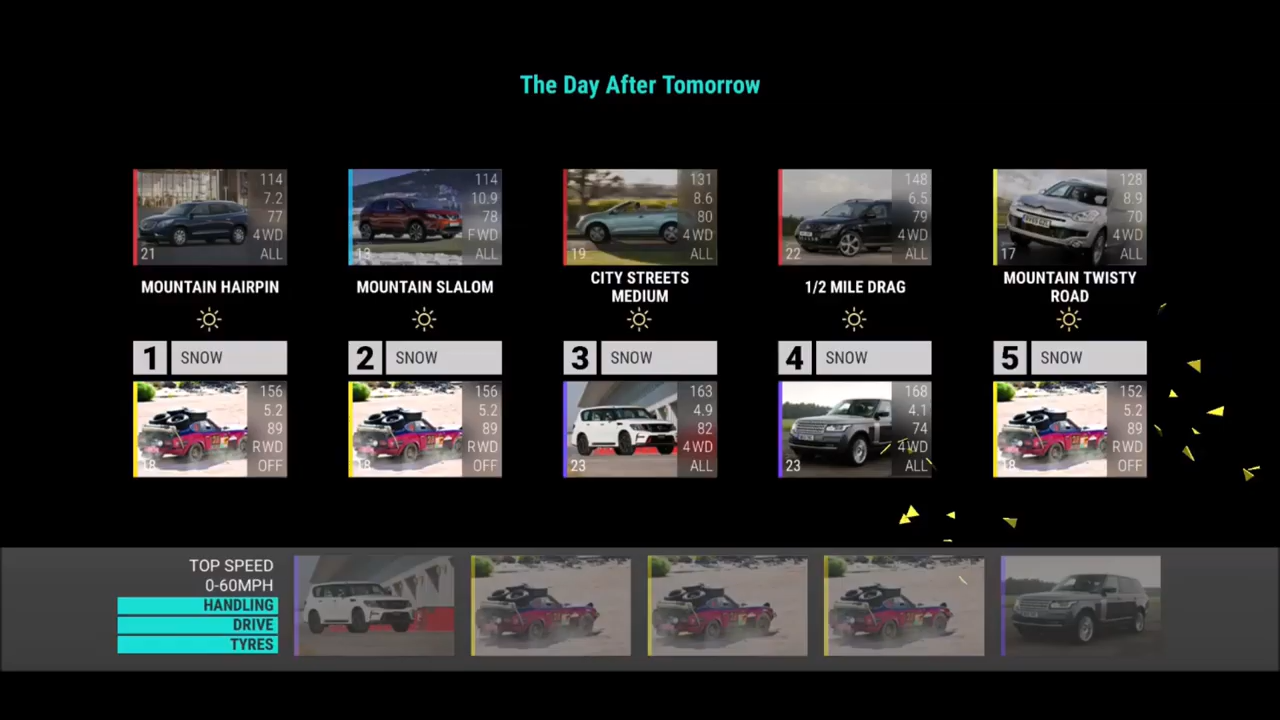 The Day After Tomorrow
114
7.2
77
4WD
21 ALL
114
10.9
78
FWD
13 ALL
131
8.6
80
4WD
19 ALL
148
6.5
79
4WD
22 ALL
128
8.9
70
4WD
17 ALL
MOUNTAIN HAIRPIN
MOUNTAIN SLALOM
CITY STREETS
MEDIUM
1/2 MILE DRAG
MOUNTAIN TWISTY
ROAD
1 SNOW
2 SNOW
3 SNOW
4 SNOW
5 SNOW
156
5.2
89
RWD
18 OFF
156
5.2
89
RWD
18 OFF
163
4.9
82
4WD
23 ALL
168
4.1
74
4WD
23 ALL
152
5.2
89
RWD
18 OFF
TOP SPEED
0-60MPH
HANDLING
DRIVE
TYRES